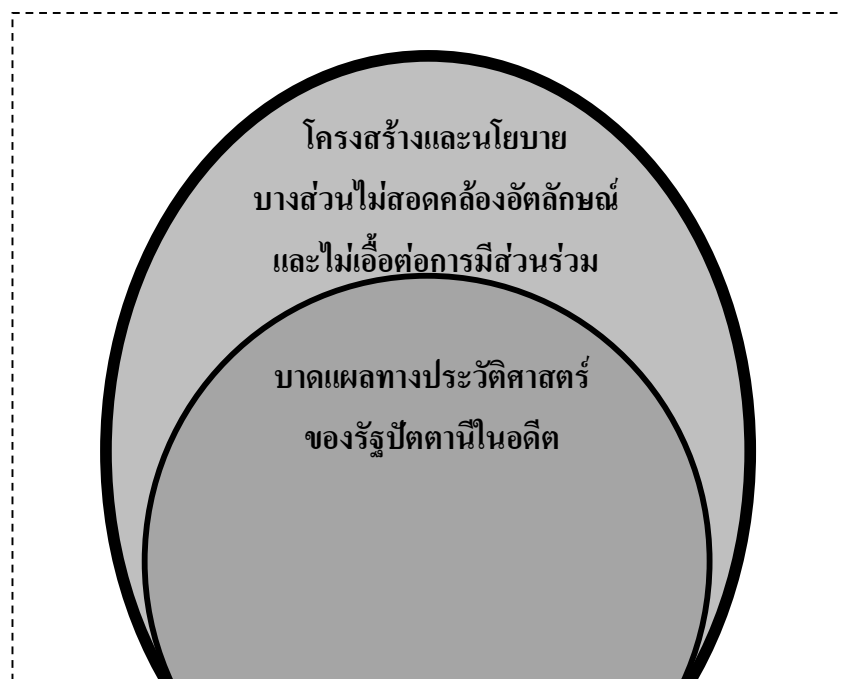 โครงสร้างและนโยบาย
บางส่วนไม่สอดคล้องอัตลักษณ์
และไม่เอื้อต่อการมีส่วนร่วม
บาดแผลทางประวัติศาสตร์
ของรัฐปัตตานีในอดีต